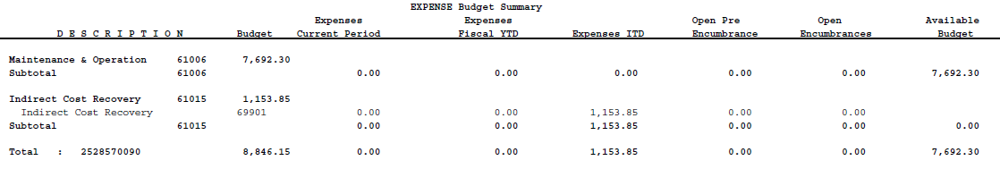 EXPENSE Budget Summary
Expenses Expenses Open Pre Open Available
D E S C R I P T I O N Budget Current Period Fiscal YTD Expenses ITD Encumbrance Encumbrances Budget
Maintenance & Operation 61006 7,692.30
Subtotal 61006 0.00 0.00 0.00 0.00 0.00 7,692.30
Indirect Cost Recovery 61015 1,153.85
Indirect Cost Recovery 69901 0.00 0.00 1,153.85 0.00 0.00
Subtotal 61015 0.00 0.00 1,153.85 0.00 0.00 0.00
Total : 2528570090 8,846.15 0.00 0.00 1,153.85 0.00 0.00 7,692.30